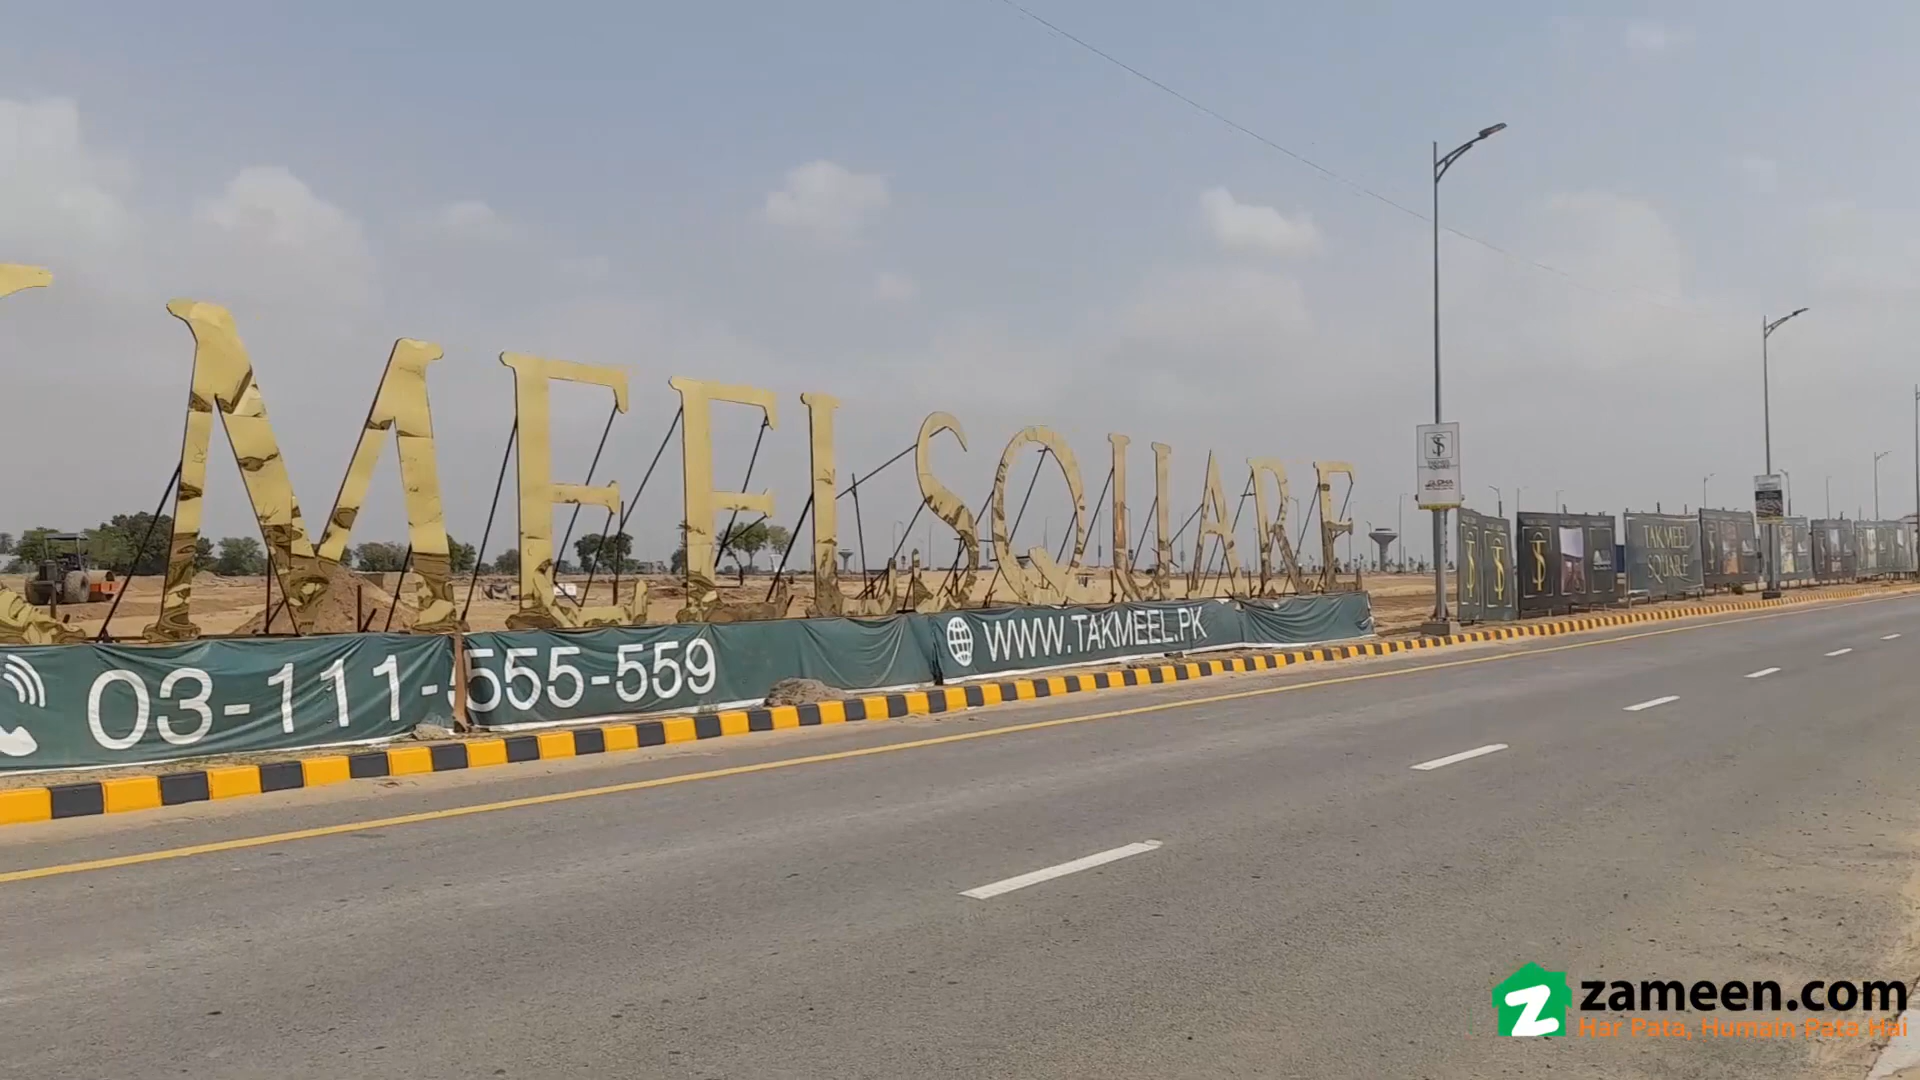 MEEL SQUARE
03-111-555-559
WWW.TAKMEEL.PK
TAKMEEL
SQUARE
zameen.com
Har Pata, Humain Pata Hai